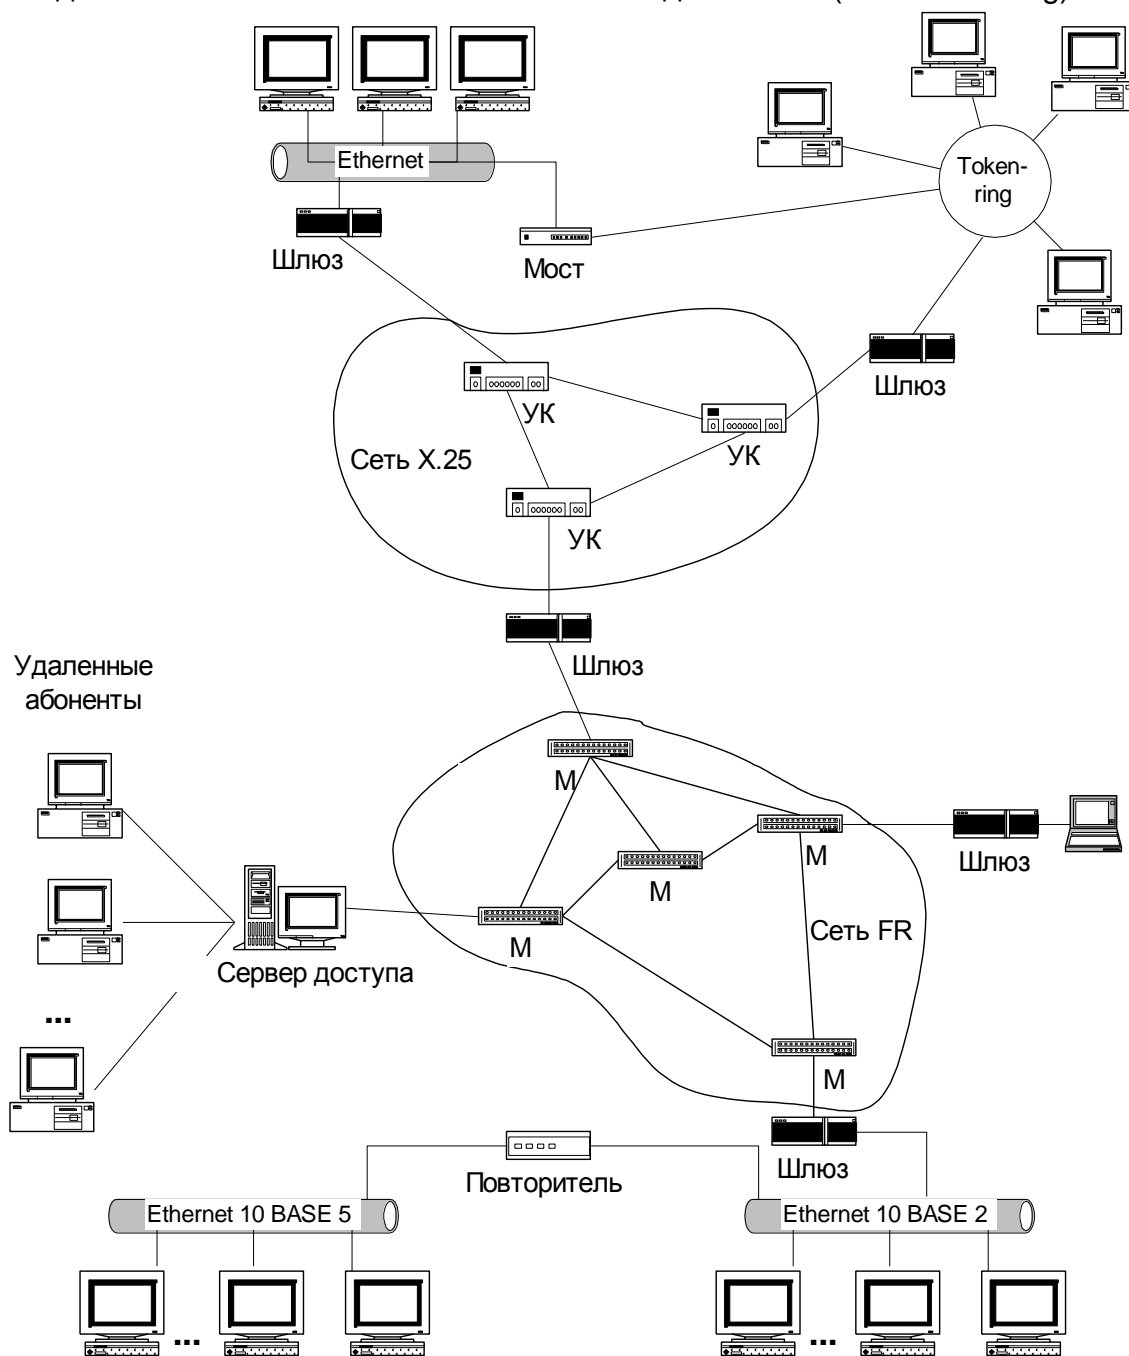 Ethernet
Token-
ring
Шлюз
Мост
Шлюз
УК
УК
Сеть X.25
УК
Шлюз
Удаленные
абоненты
М
М
Шлюз
М
М
Сеть FR
Сервер доступа
...
М
Шлюз
Повторитель
Ethernet 10 BASE 5
Ethernet 10 BASE 2
...
...